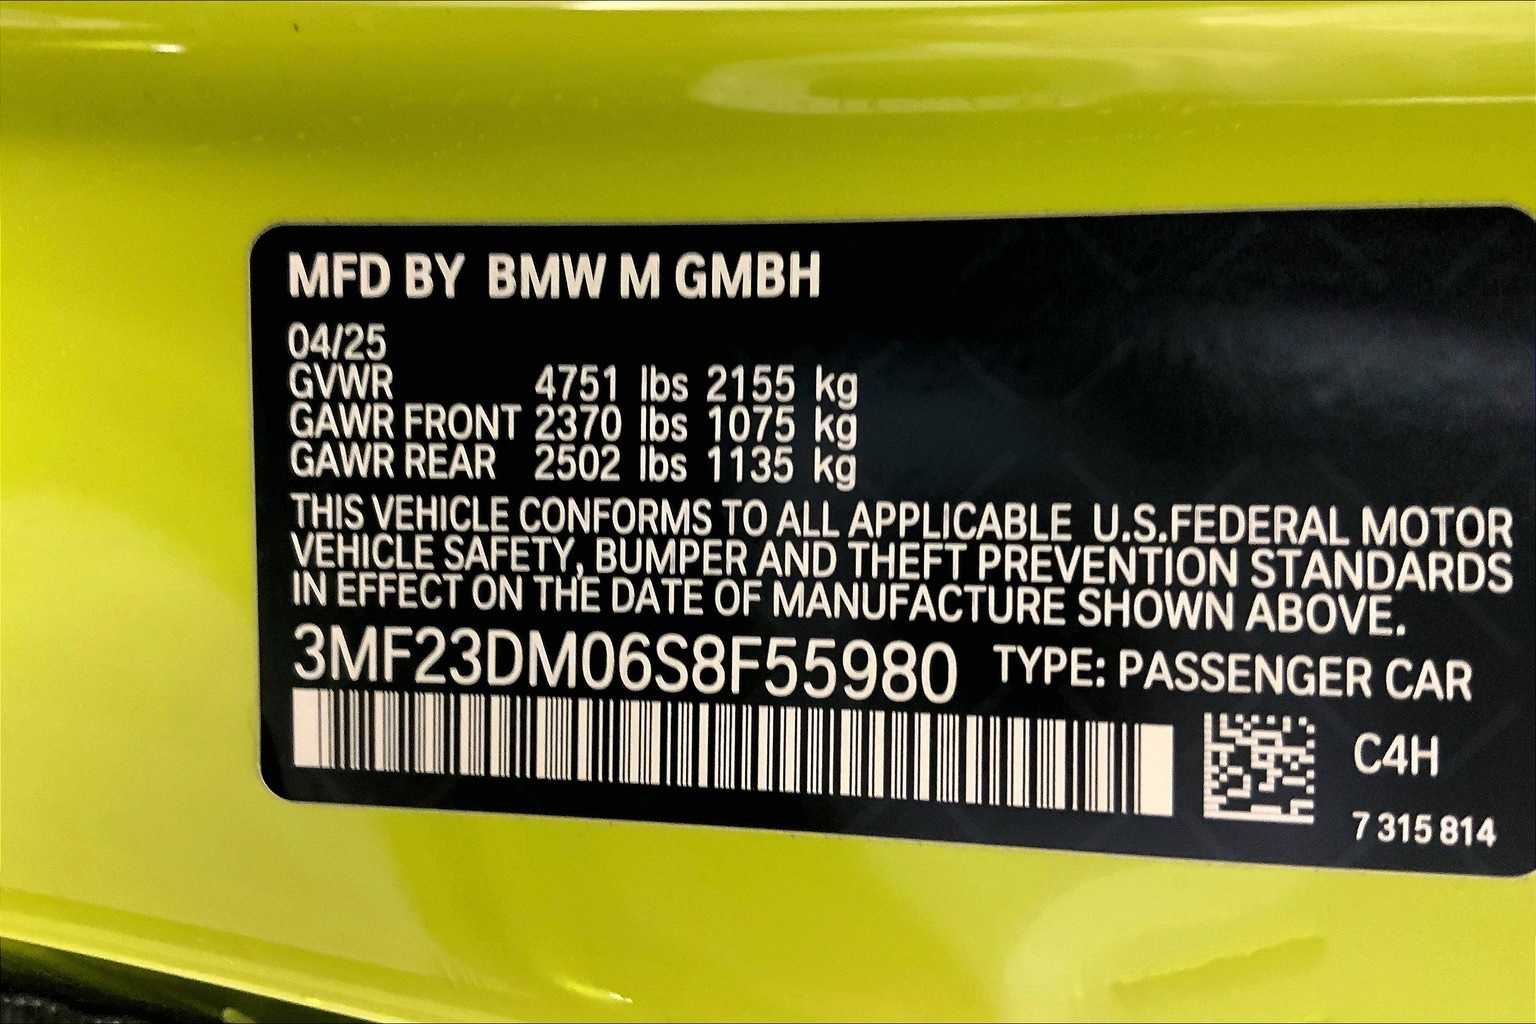 MFD BY BMW M GMBH
04/25
GVWR 4751 lbs 2155 kg
GAWR FRONT 2370 lbs 1075 kg
GAWR REAR 2502 lbs 1135 kg
THIS VEHICLE CONFORMS TO ALL APPLICABLE U.S.FEDERAL MOTOR
VEHICLE SAFETY, BUMPER AND THEFT PREVENTION STANDARDS
IN EFFECT ON THE DATE OF MANUFACTURE SHOWN ABOVE.
3MF23DM06S8F55980 TYPE: PASSENGER CAR
C4H
7 315 814